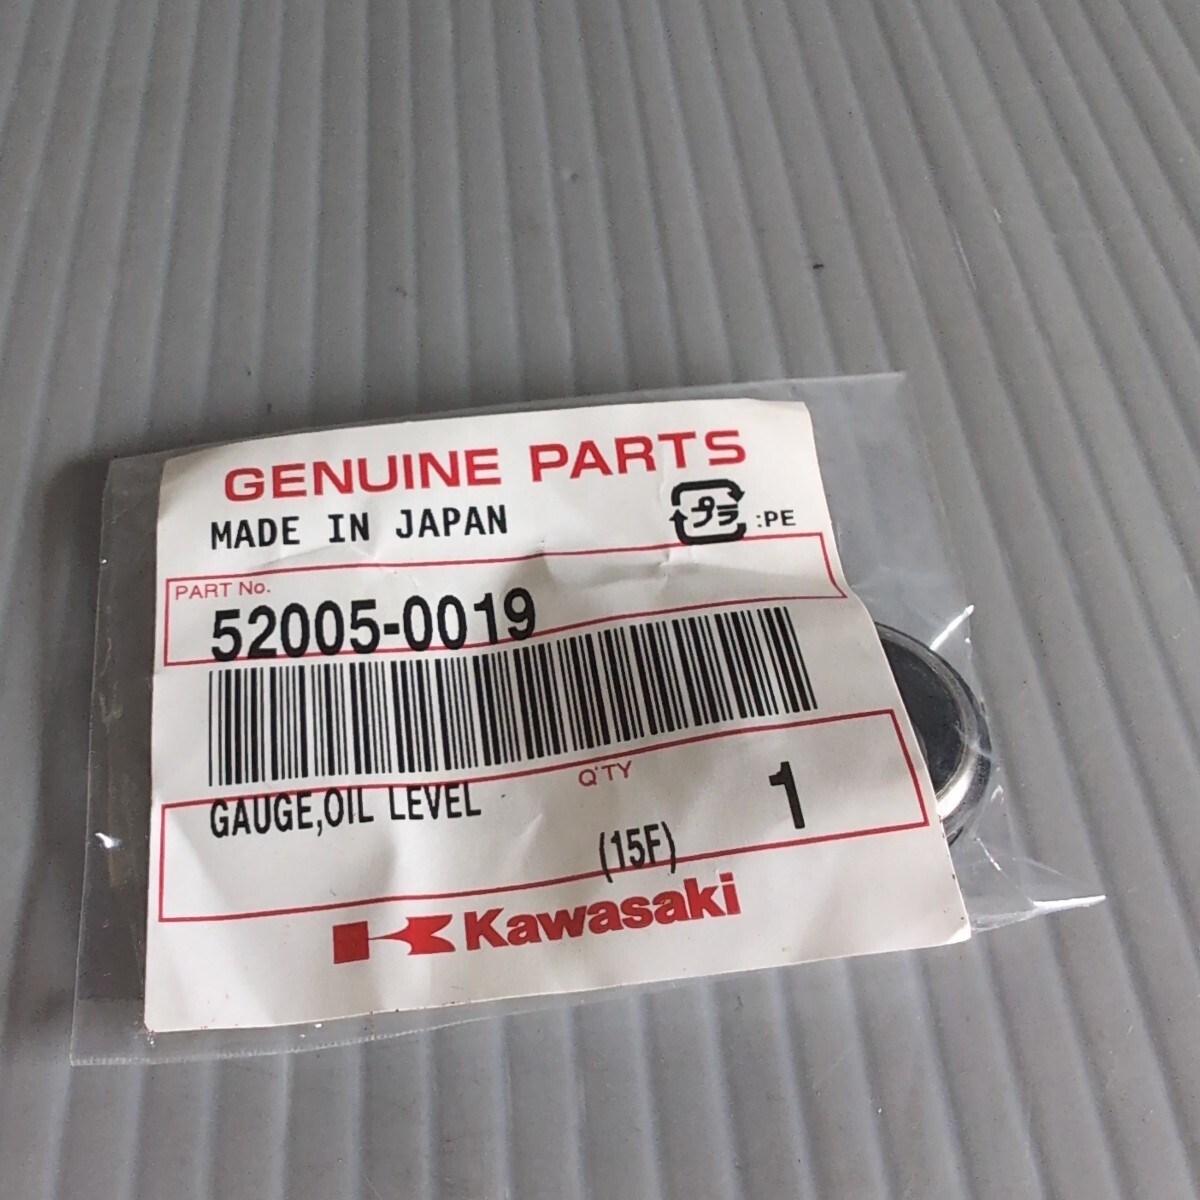 GENUINE PARTS
MADE IN JAPAN
プラ :PE
PART No.
52005-0019
GAUGE,OIL LEVEL
Q'TY 1
(15F)
Kawasaki